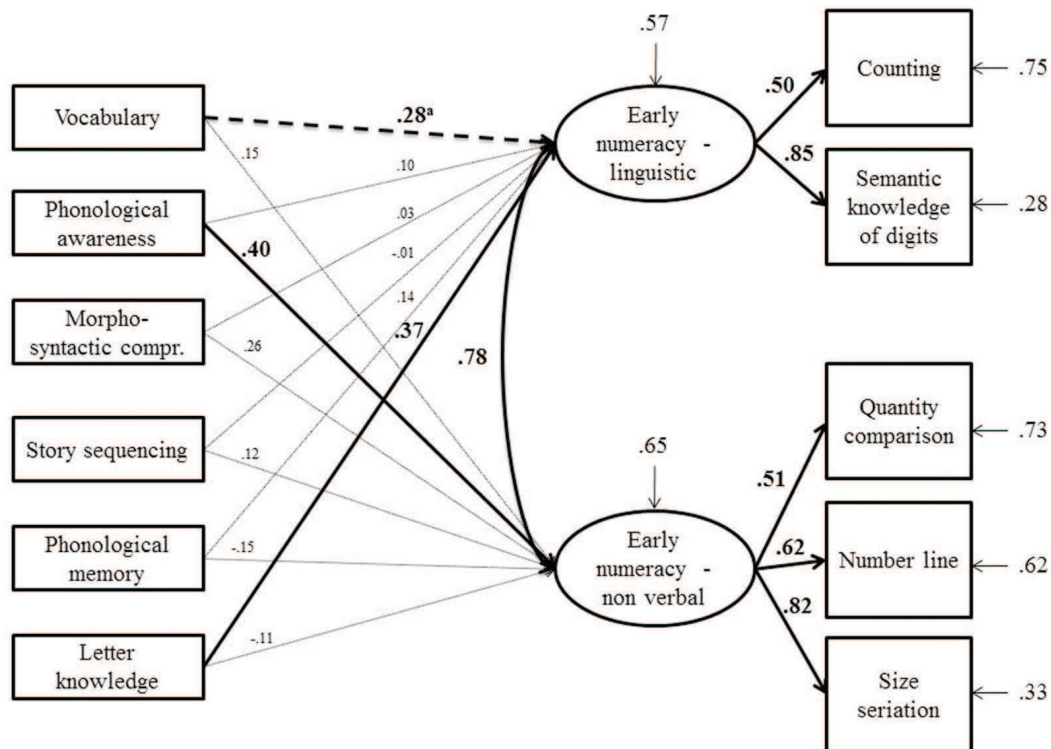 .57
Counting
.75
.50
Vocabulary
.28ª
Early
numeracy -
linguistic
.85
Semantic
knowledge
of digits
.28
.15
.10
Phonological
awareness
.03
.40
-.01
.14
Morpho-
syntactic compr.
.37
.26
.78
Quantity
comparison
.73
Story sequencing
.12
.65
.51
Phonological
memory
-.15
Early
numeracy -
non verbal
.62
Number line
.62
.82
Letter
knowledge
-.11
Size
seriation
.33